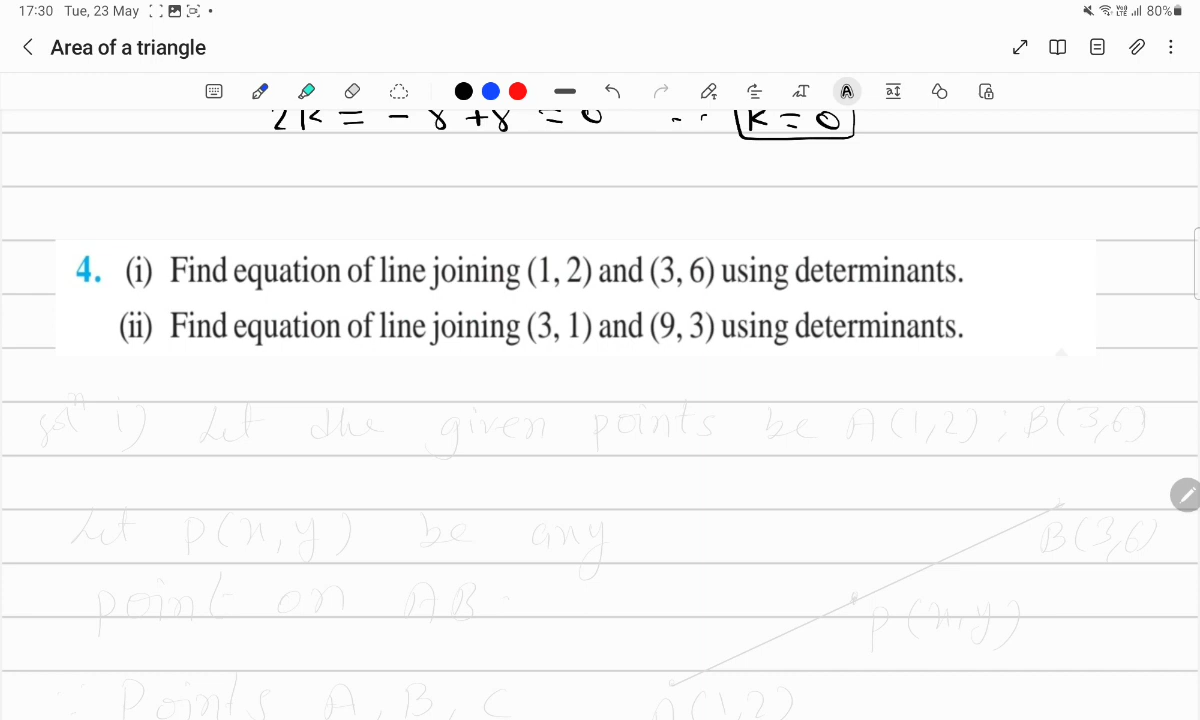 17:30 Tue, 23 May 80%
Area of a triangle
2K = - 8 +8 = 0 ∴ K = 0
4. (i) Find equation of line joining (1, 2) and (3, 6) using determinants.
(ii) Find equation of line joining (3, 1) and (9, 3) using determinants.
Solⁿ i) Let the given points be A(1,2) ; B(3,6)
Let P(x,y) be any
B(3,6)
point on AB.
P(x,y)
∵ Points A, B, C
A(1,2)